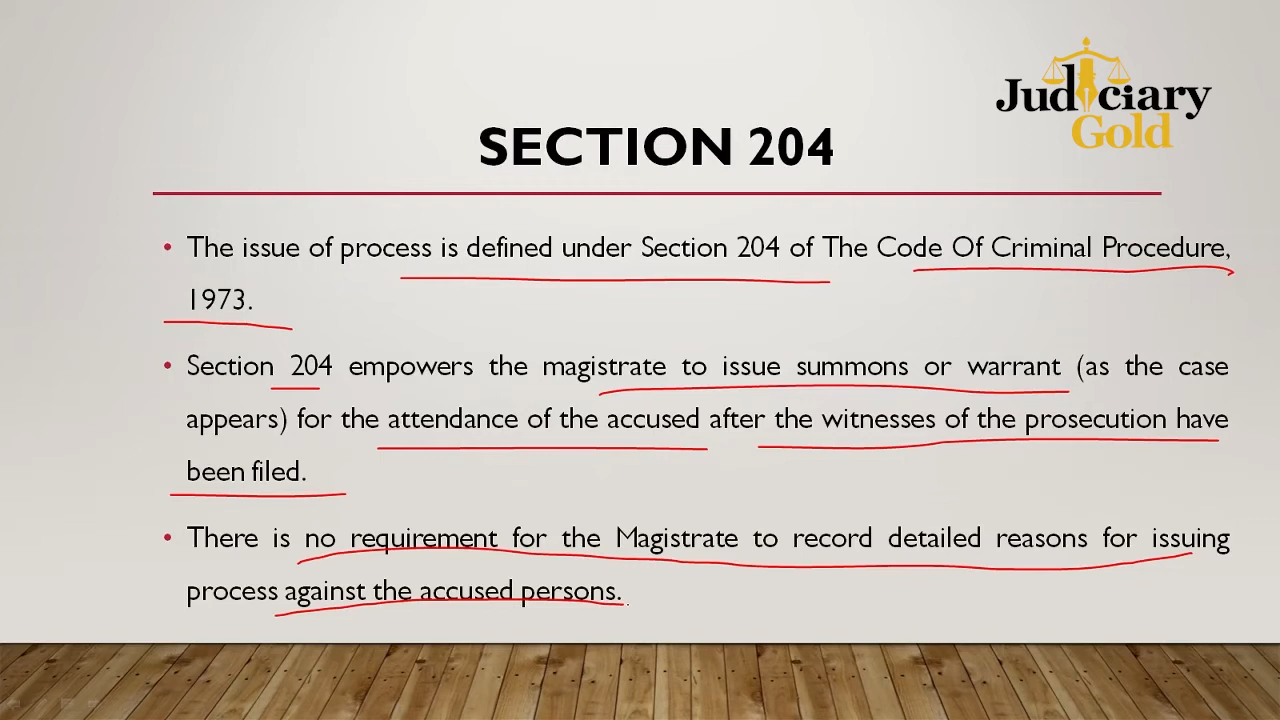 Judiciary
Gold
SECTION 204
• The issue of process is defined under Section 204 of The Code Of Criminal Procedure,
1973.
• Section 204 empowers the magistrate to issue summons or warrant (as the case
appears) for the attendance of the accused after the witnesses of the prosecution have
been filed.
• There is no requirement for the Magistrate to record detailed reasons for issuing
process against the accused persons.